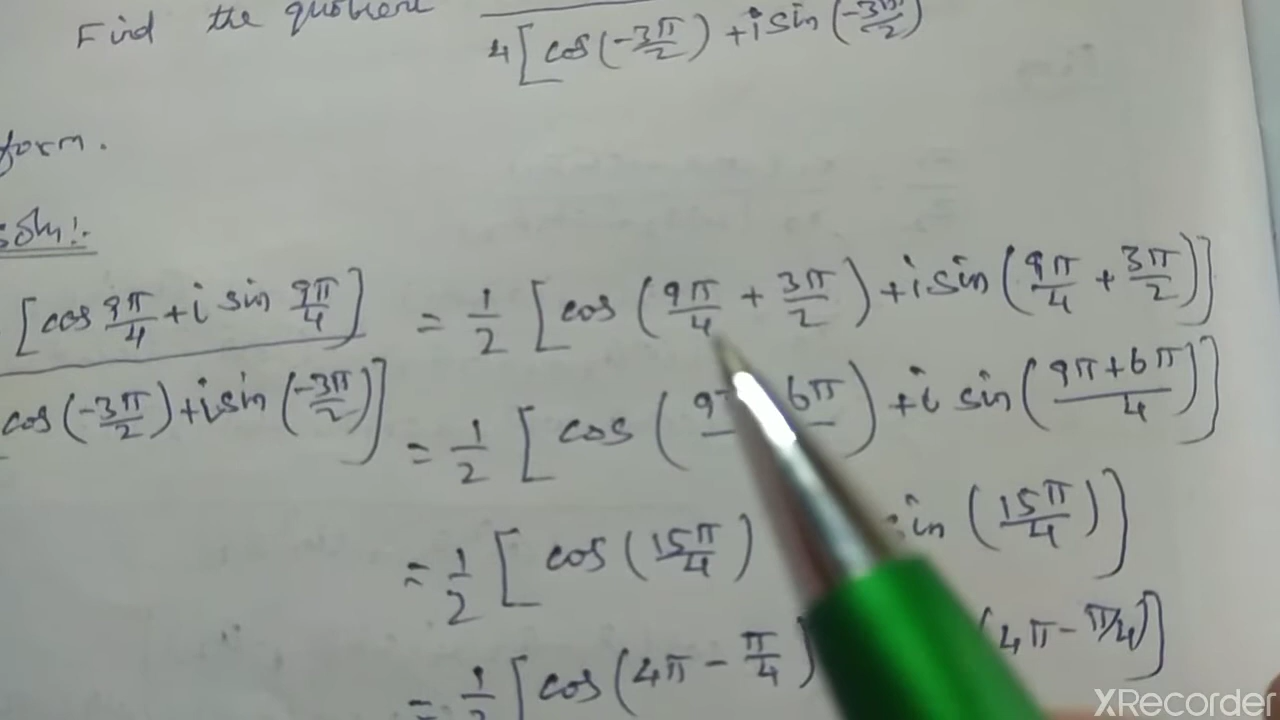 Find the quotient
4[cos(-3π/2)+i sin(-3π/2)
form.
soln:
[cos 9π/4 + i sin 9π/4] = 1/2 [cos(9π/4 + 3π/2) + i sin(9π/4 + 3π/2)]
cos(-3π/2)+i sin(-3π/2)]
= 1/2 [cos(9 6π) + i sin(9π+6π/4)]
= 1/2 [cos(15π/4) sin(15π/4)]
= 1/2 [cos(4π - π/4) (4π - π/4)]
XRecorder